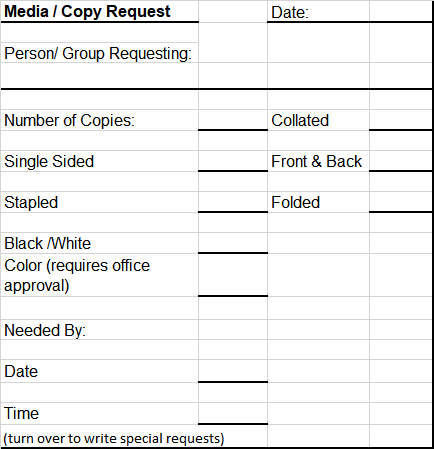 Media / Copy Request Date:
Person/ Group Requesting:
Number of Copies: Collated
Single Sided Front & Back
Stapled Folded
Black /White
Color (requires office
approval)
Needed By:
Date
Time
(turn over to write special requests)